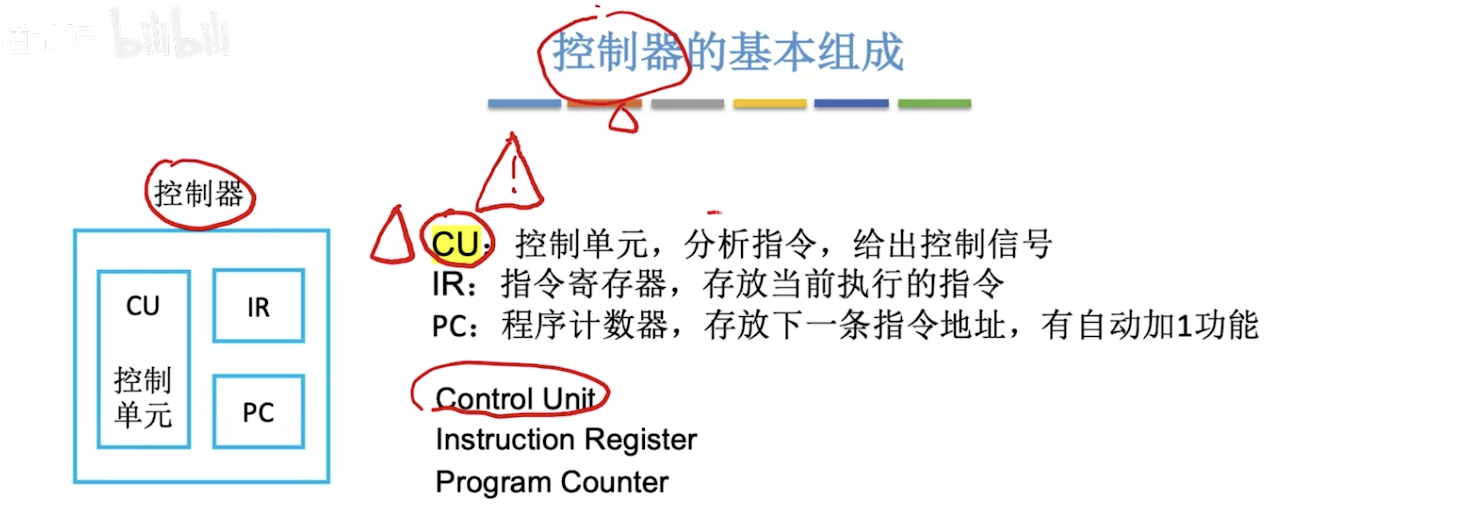 bilibili
控制器的基本组成
控制器
CU
控制
单元
IR
PC
CU：控制单元，分析指令，给出控制信号
IR：指令寄存器，存放当前执行的指令
PC：程序计数器，存放下一条指令地址，有自动加1功能
Control Unit
Instruction Register
Program Counter